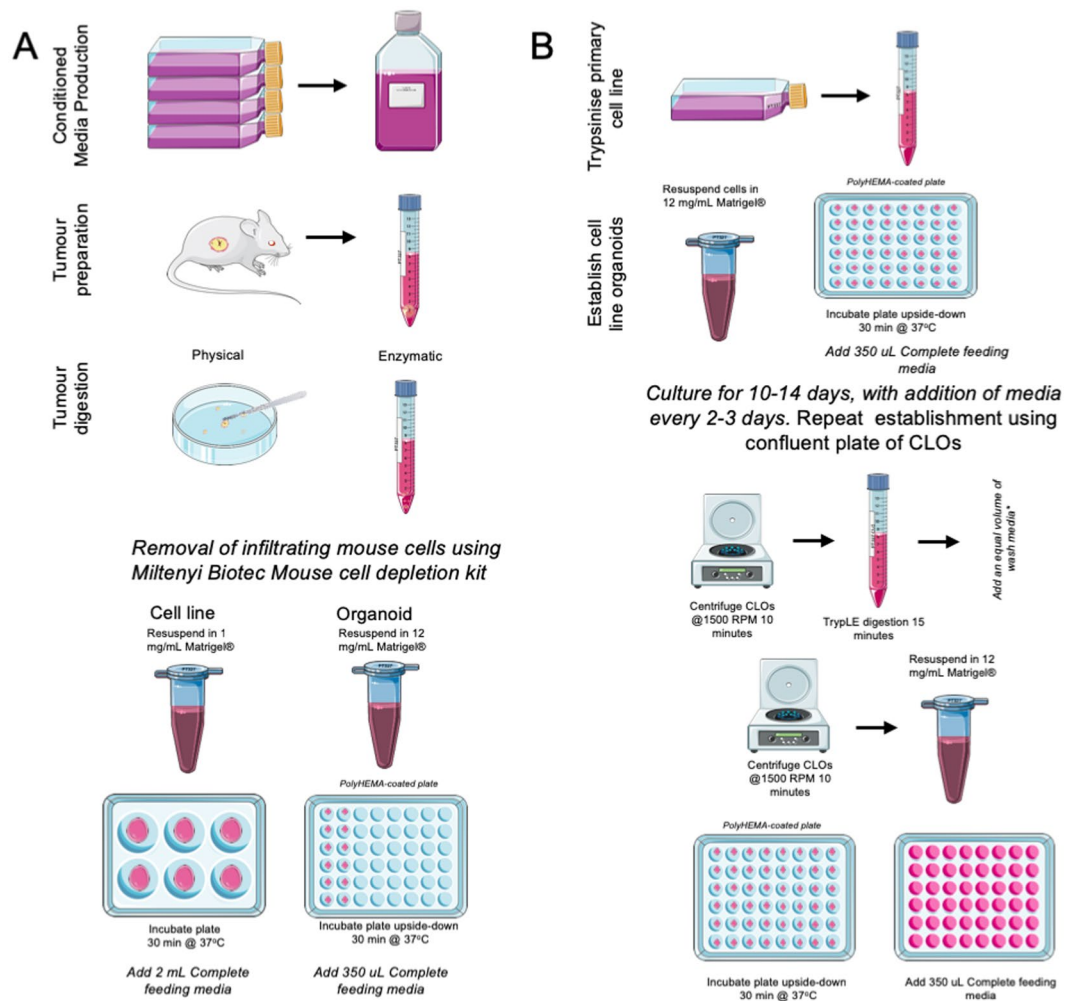 A
Conditioned
Media Production
Tumour
preparation
Tumour
digestion
Physical
Enzymatic
Removal of infiltrating mouse cells using
Miltenyi Biotec Mouse cell depletion kit
Cell line
Resuspend in 1
mg/mL Matrigel®
Organoid
Resuspend in 12
mg/mL Matrigel®
PolyHEMA-coated plate
Incubate plate
30 min @ 37ºC
Add 2 mL Complete
feeding media
Incubate plate upside-down
30 min @ 37ºC
Add 350 uL Complete
feeding media
B
Trypsinise primary
cell line
Establish cell
line organoids
Resuspend cells in
12 mg/mL Matrigel®
PolyHEMA-coated plate
Incubate plate upside-down
30 min @ 37ºC
Add 350 uL Complete feeding
media
Culture for 10-14 days, with addition of media
every 2-3 days. Repeat establishment using
confluent plate of CLOs
Centrifuge CLOs
@1500 RPM 10
minutes
TrypLE digestion 15
minutes
Add an equal volume of
wash media*
Centrifuge CLOs
@1500 RPM 10
minutes
Resuspend in 12
mg/mL Matrigel®
PolyHEMA-coated plate
Incubate plate upside-down
30 min @ 37ºC
Add 350 uL Complete feeding
media